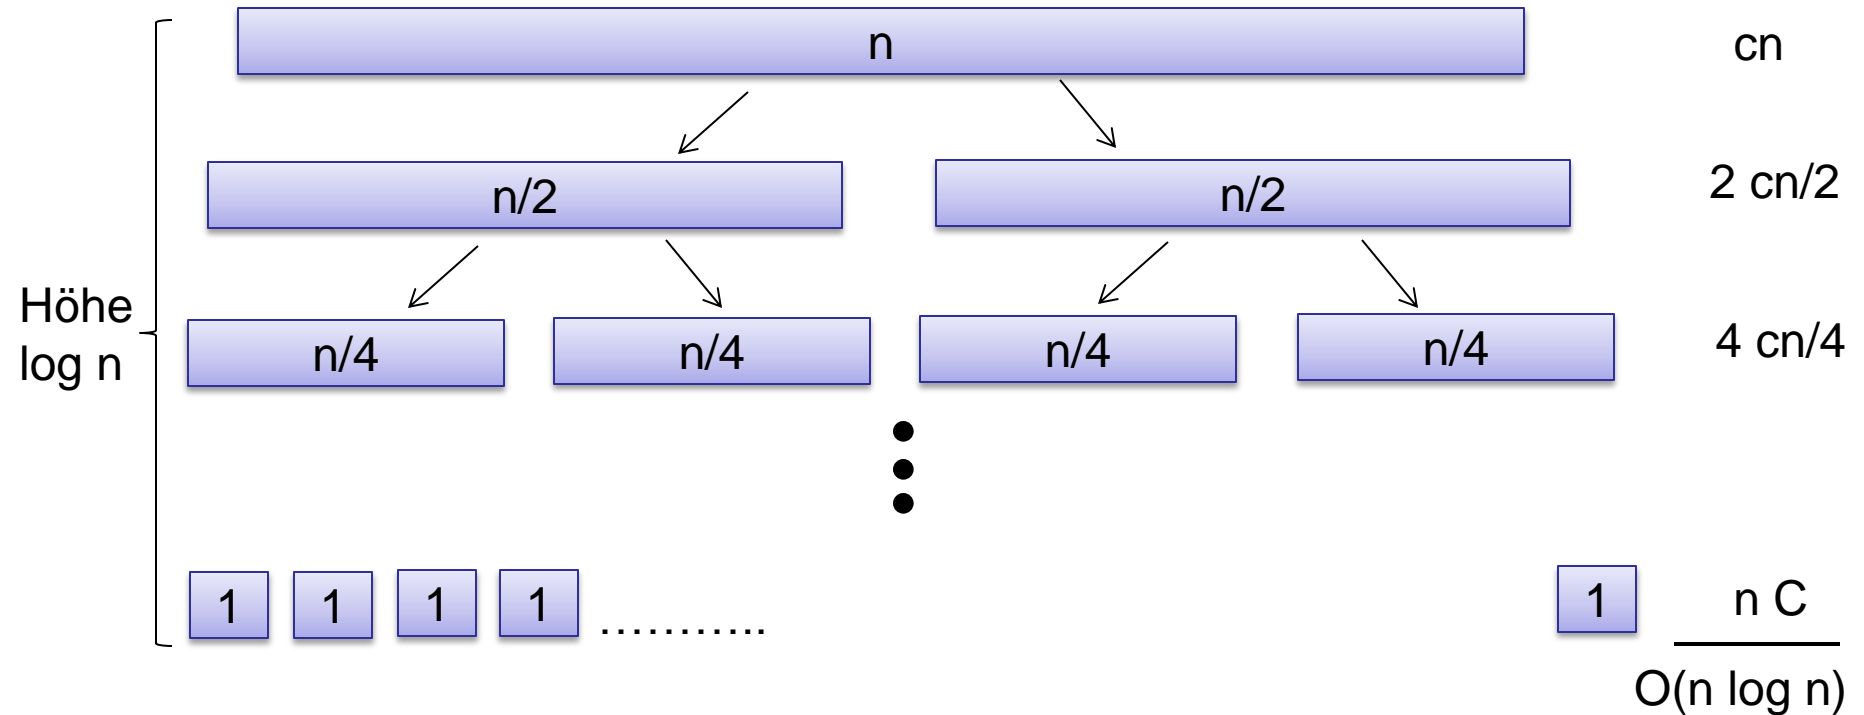 n cn
n/2 n/2 2 cn/2
Höhe
log n
n/4 n/4 n/4 n/4 4 cn/4
1 1 1 1 ……….. 1 n C
O(n log n)